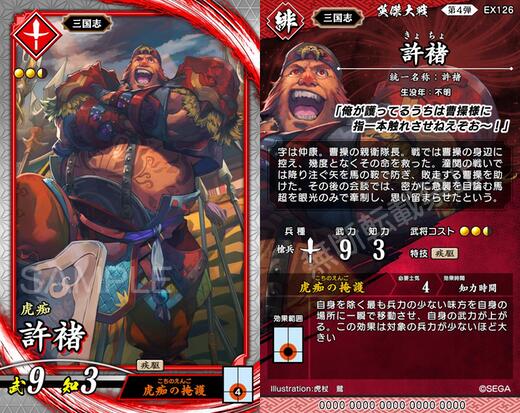 三国志
SAMPLE
虎痴
許褚
疾駆
武9 知3
こちのえんご
虎痴の掩護
4
緋
三国志
英傑大戦
第4弾
EX126
きょちょ
許褚
統一名称:許褚
生没年:不明
「俺が護ってるうちは曹操様に
指一本触れさせねえぞお~!」
字は仲康。曹操の親衛隊長。戦では曹操の身辺に
控え、幾度となくその命を救った。潼関の戦いで
は降り注ぐ矢を馬の鞍で防ぎ、敗走する曹操を助
けた。その後の会談では、密かに急襲を目論む馬
超を眼光のみで牽制し、思い留まらせたという。
兵種 武力 知力 武将コスト
槍兵 9 3 特技 疾駆
こちのえんご 必要士気 効果時間
虎痴の掩護 4 知力時間
効果範囲
自身を除く最も兵力の少ない味方を自身の
場所に一瞬で移動させ、自身の武力が上が
る。この効果は対象の兵力が少ないほど大
きい
無断転載
Illustration:虎杖 鼈
©SEGA
0000-0000-0000-0000-0000